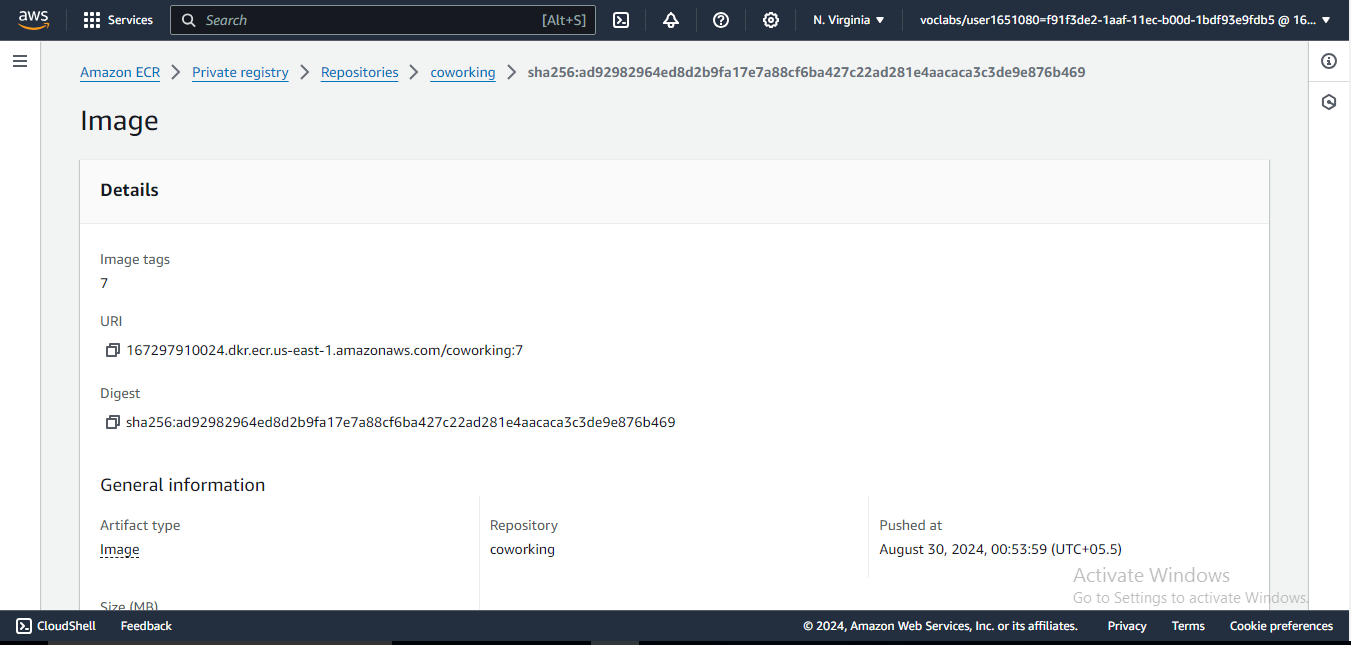 aws
Services
Search [Alt+S]
N. Virginia
voclabs/user1651080=f91f3de2-1aaf-11ec-b00d-1bdf93e9fdb5 @ 16...
Amazon ECR
Private registry
Repositories
coworking
sha256:ad92982964ed8d2b9fa17e7a88cf6ba427c22ad281e4aacaca3c3de9e876b469
Image
Details
Image tags
7
URI
167297910024.dkr.ecr.us-east-1.amazonaws.com/coworking:7
Digest
sha256:ad92982964ed8d2b9fa17e7a88cf6ba427c22ad281e4aacaca3c3de9e876b469
General information
Artifact type
Image
Repository
coworking
Pushed at
August 30, 2024, 00:53:59 (UTC+05.5)
Activate Windows
Go to Settings to activate Windows.
Size (MB)
CloudShell
Feedback
© 2024, Amazon Web Services, Inc. or its affiliates.
Privacy
Terms
Cookie preferences